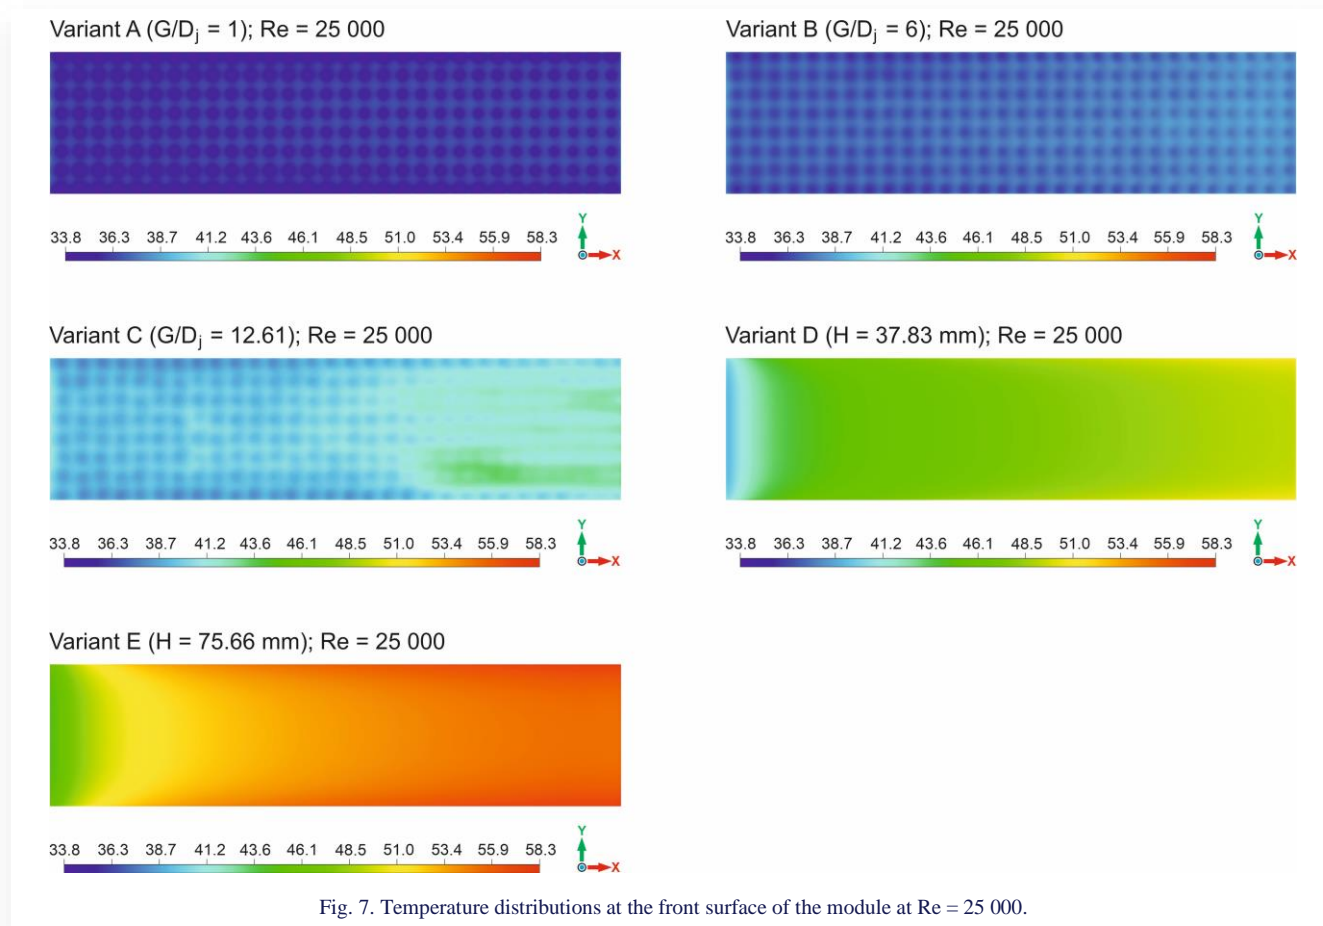 Variant A (G/Dj = 1); Re = 25 000
33.8 36.3 38.7 41.2 43.6 46.1 48.5 51.0 53.4 55.9 58.3
Y
X
Variant B (G/Dj = 6); Re = 25 000
33.8 36.3 38.7 41.2 43.6 46.1 48.5 51.0 53.4 55.9 58.3
Y
X
Variant C (G/Dj = 12.61); Re = 25 000
33.8 36.3 38.7 41.2 43.6 46.1 48.5 51.0 53.4 55.9 58.3
Y
X
Variant D (H = 37.83 mm); Re = 25 000
33.8 36.3 38.7 41.2 43.6 46.1 48.5 51.0 53.4 55.9 58.3
Y
X
Variant E (H = 75.66 mm); Re = 25 000
33.8 36.3 38.7 41.2 43.6 46.1 48.5 51.0 53.4 55.9 58.3
Y
X
Fig. 7. Temperature distributions at the front surface of the module at Re = 25 000.